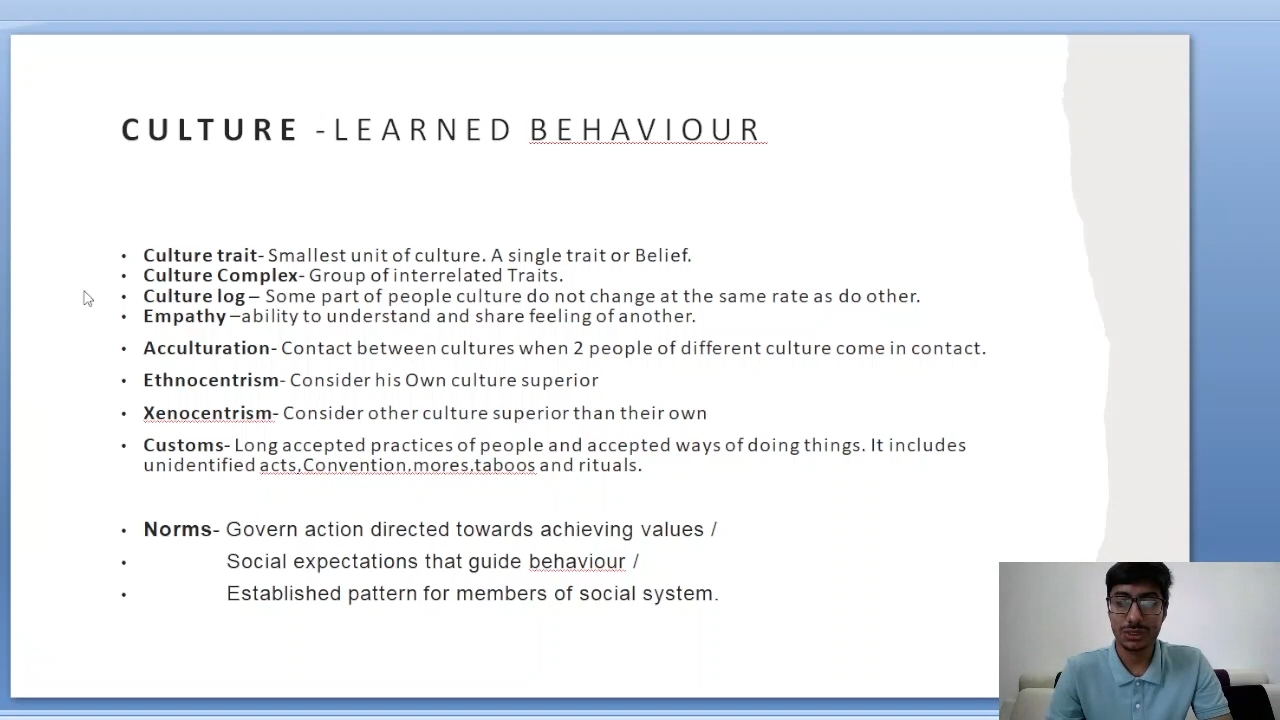 CULTURE -LEARNED BEHAVIOUR
• Culture trait- Smallest unit of culture. A single trait or Belief.
• Culture Complex- Group of interrelated Traits.
• Culture log – Some part of people culture do not change at the same rate as do other.
• Empathy –ability to understand and share feeling of another.
• Acculturation- Contact between cultures when 2 people of different culture come in contact.
• Ethnocentrism- Consider his Own culture superior
• Xenocentrism- Consider other culture superior than their own
• Customs- Long accepted practices of people and accepted ways of doing things. It includes
unidentified acts,Convention,mores,taboos and rituals.
• Norms- Govern action directed towards achieving values /
• Social expectations that guide behaviour /
• Established pattern for members of social system.